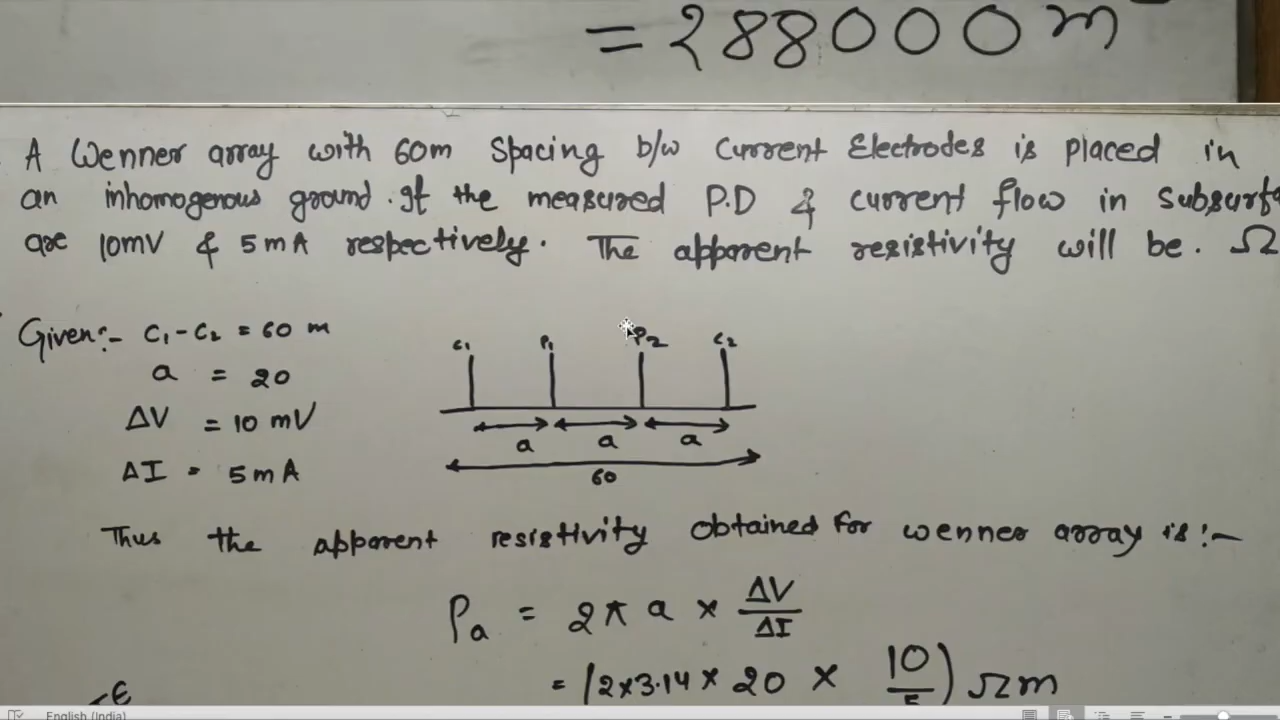 = 288000 m
A Wenner array with 60m Spacing b/w Current Electrodes is placed in
an inhomogenous ground. If the measured P.D & current flow in Subsurfa
are 10mV & 5mA respectively. The apparent resistivity will be. Ω
Given:- C₁-C₂ = 60 m
a = 20
ΔV = 10 mV
ΔI = 5mA
C₁ P₁ P₂ C₂
a a a
60
Thus the apparent resistivity obtained for wenner array is:-
ρa = 2π a × ΔV/ΔI
= (2×3.14×20 × 10/5) Ωm
English (India)